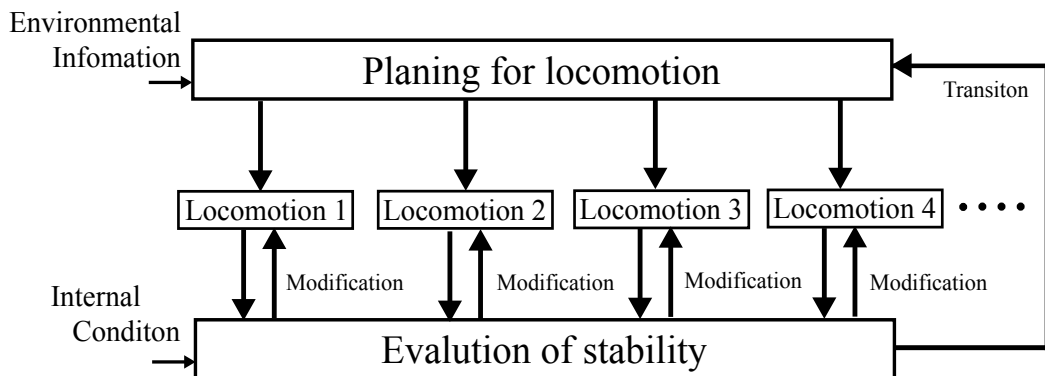 Environmental
Infomation
Planing for locomotion
Transiton
Locomotion 1
Locomotion 2
Locomotion 3
Locomotion 4
Modification
Modification
Modification
Modification
Internal
Conditon
Evalution of stability